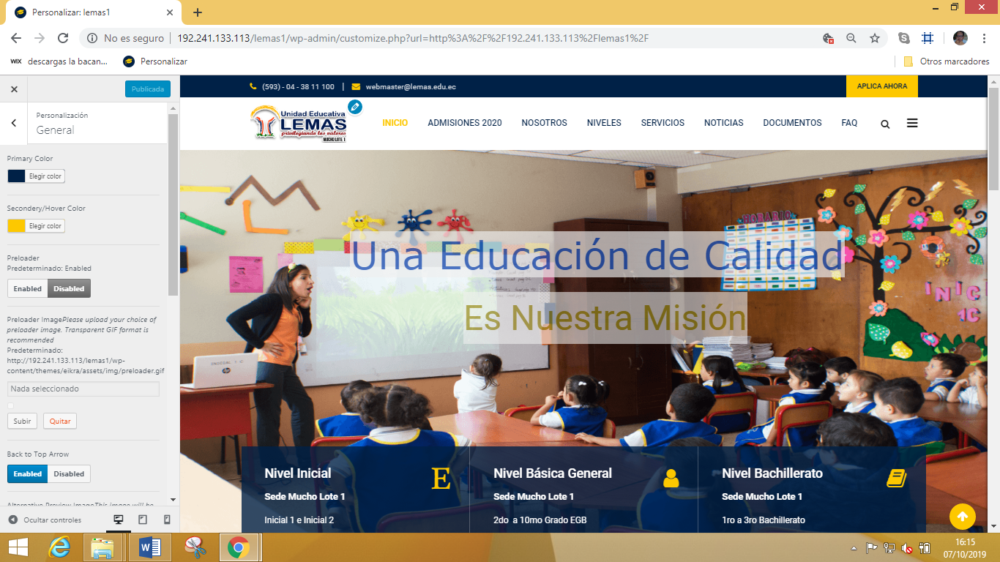 Personalizar: lemas1
No es seguro
192.241.133.113/lemas1/wp-admin/customize.php?url=http%3A%2F%2F192.241.133.113%2Flemas1%2F
WIX descargas la bacan...
Personalizar
Otros marcadores
Publicada
Personalización
General
Primary Color
Elegir color
Secondery/Hover Color
Elegir color
Preloader
Predeterminado: Enabled
Enabled Disabled
Preloader ImagePlease upload your choice of
preloader image. Transparent GIF format is
recommended
Predeterminado:
http://192.241.133.113/lemas1/wp-
content/themes/eikra/assets/img/preloader.gif
Nada seleccionado
Subir Quitar
Back to Top Arrow
Enabled Disabled
Alternative Preview ImageThis image will be
Ocultar controles
(593) - 04 - 38 11 100 | webmaster@lemas.edu.ec
APLICA AHORA
Unidad Educativa
LEMAS
privilegiando los valores
MUCHO LOTE 1
INICIO ADMISIONES 2020 NOSOTROS NIVELES SERVICIOS NOTICIAS DOCUMENTOS FAQ
HORARIO
Una Educación de Calidad
Es Nuestra Misión
INICI
1C
INICIAL 1 C
Nivel Inicial
E
Sede Mucho Lote 1
Inicial 1 e Inicial 2
Nivel Básica General
Sede Mucho Lote 1
2do a 10mo Grado EGB
Nivel Bachillerato
Sede Mucho Lote 1
1ro a 3ro Bachillerato
16:15
07/10/2019